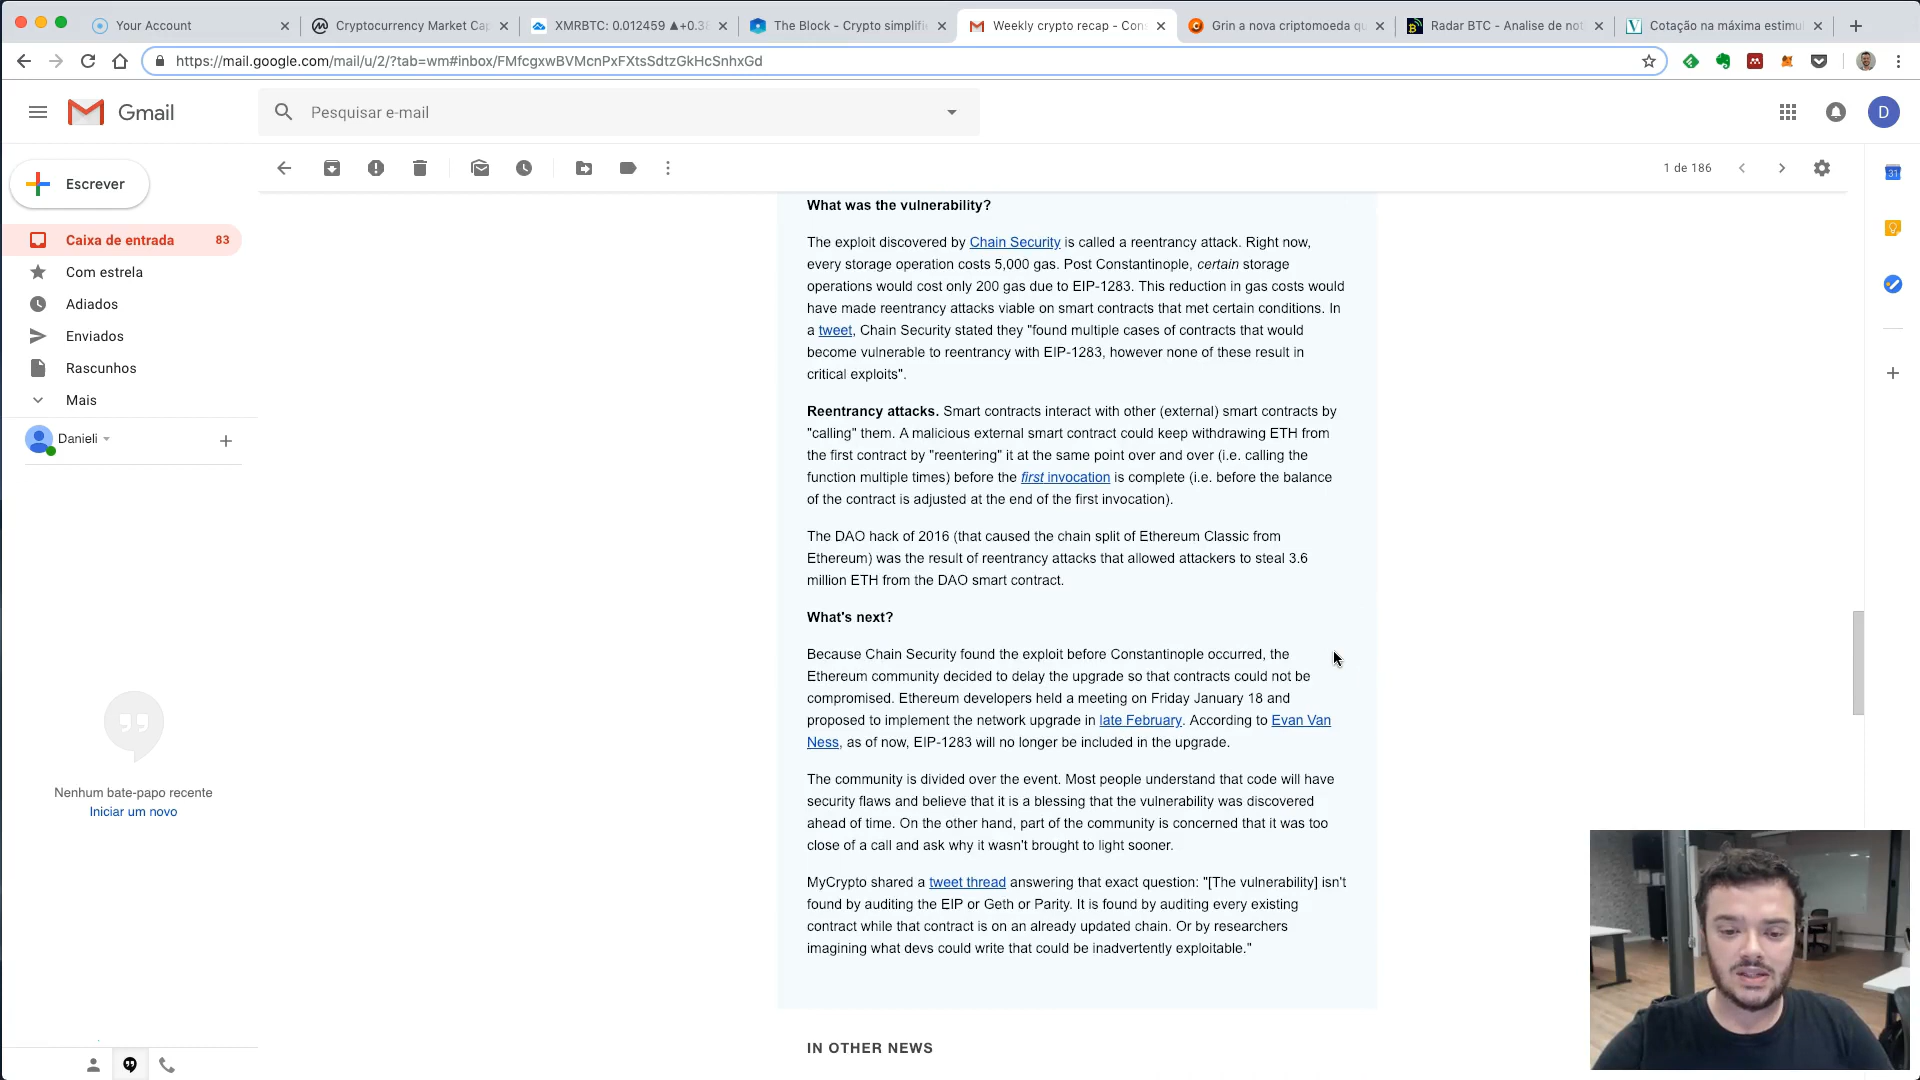 Your Account
Cryptocurrency Market Cap
XMRBTC: 0.012459 ▲+0.38
The Block - Crypto simplifi
Weekly crypto recap - Con
Grin a nova criptomoeda qu
Radar BTC - Analise de not
Cotação na máxima estimul
https://mail.google.com/mail/u/2/?tab=wm#inbox/FMfcgxwBVMcnPxFXtsSdtzGkHcSnhxGd
Gmail
Pesquisar e-mail
D
Escrever
1 de 186
31
Caixa de entrada 83
Com estrela
Adiados
Enviados
Rascunhos
Mais
Danieli
Nenhum bate-papo recente
Iniciar um novo
What was the vulnerability?
The exploit discovered by Chain Security is called a reentrancy attack. Right now,
every storage operation costs 5,000 gas. Post Constantinople, certain storage
operations would cost only 200 gas due to EIP-1283. This reduction in gas costs would
have made reentrancy attacks viable on smart contracts that met certain conditions. In
a tweet, Chain Security stated they "found multiple cases of contracts that would
become vulnerable to reentrancy with EIP-1283, however none of these result in
critical exploits".
Reentrancy attacks. Smart contracts interact with other (external) smart contracts by
"calling" them. A malicious external smart contract could keep withdrawing ETH from
the first contract by "reentering" it at the same point over and over (i.e. calling the
function multiple times) before the first invocation is complete (i.e. before the balance
of the contract is adjusted at the end of the first invocation).
The DAO hack of 2016 (that caused the chain split of Ethereum Classic from
Ethereum) was the result of reentrancy attacks that allowed attackers to steal 3.6
million ETH from the DAO smart contract.
What's next?
Because Chain Security found the exploit before Constantinople occurred, the
Ethereum community decided to delay the upgrade so that contracts could not be
compromised. Ethereum developers held a meeting on Friday January 18 and
proposed to implement the network upgrade in late February. According to Evan Van
Ness, as of now, EIP-1283 will no longer be included in the upgrade.
The community is divided over the event. Most people understand that code will have
security flaws and believe that it is a blessing that the vulnerability was discovered
ahead of time. On the other hand, part of the community is concerned that it was too
close of a call and ask why it wasn't brought to light sooner.
MyCrypto shared a tweet thread answering that exact question: "[The vulnerability] isn't
found by auditing the EIP or Geth or Parity. It is found by auditing every existing
contract while that contract is on an already updated chain. Or by researchers
imagining what devs could write that could be inadvertently exploitable."
IN OTHER NEWS